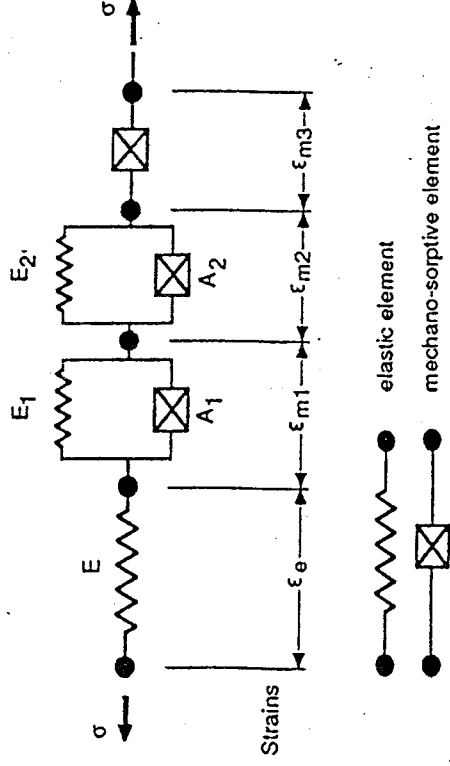 σ
σ
E
E₁
E₂'
A₁
A₂
Strains
εₑ
εₘ₁
εₘ₂
εₘ₃
elastic element
mechano-sorptive element